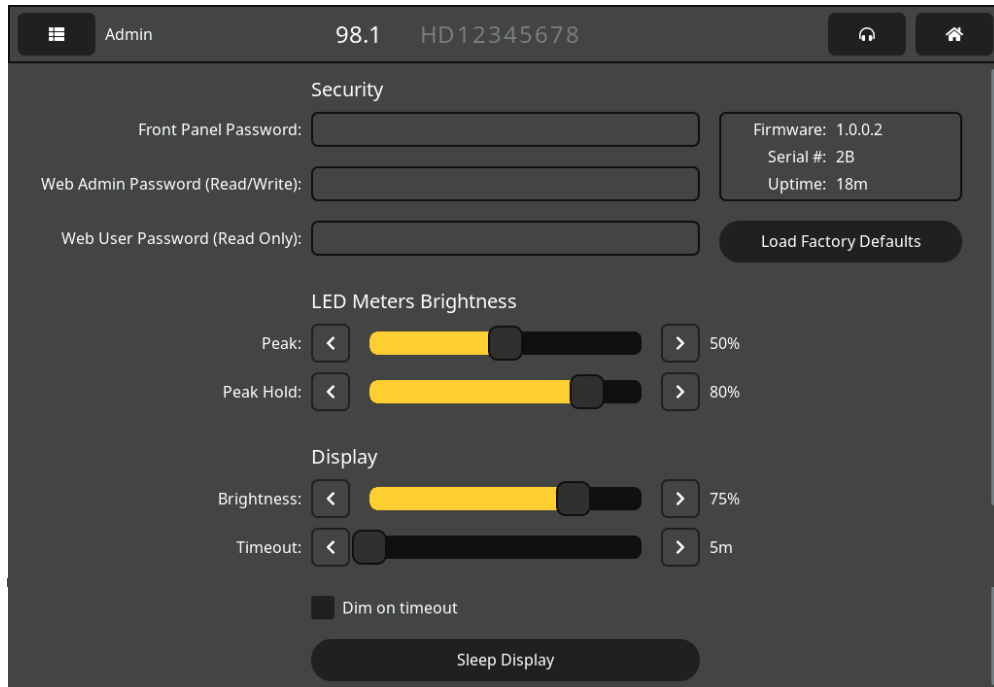 Admin 98.1 HD12345678
Security
Front Panel Password:
Web Admin Password (Read/Write):
Web User Password (Read Only):
Firmware: 1.0.0.2
Serial #: 2B
Uptime: 18m
Load Factory Defaults
LED Meters Brightness
Peak: 50%
Peak Hold: 80%
Display
Brightness: 75%
Timeout: 5m
Dim on timeout
Sleep Display